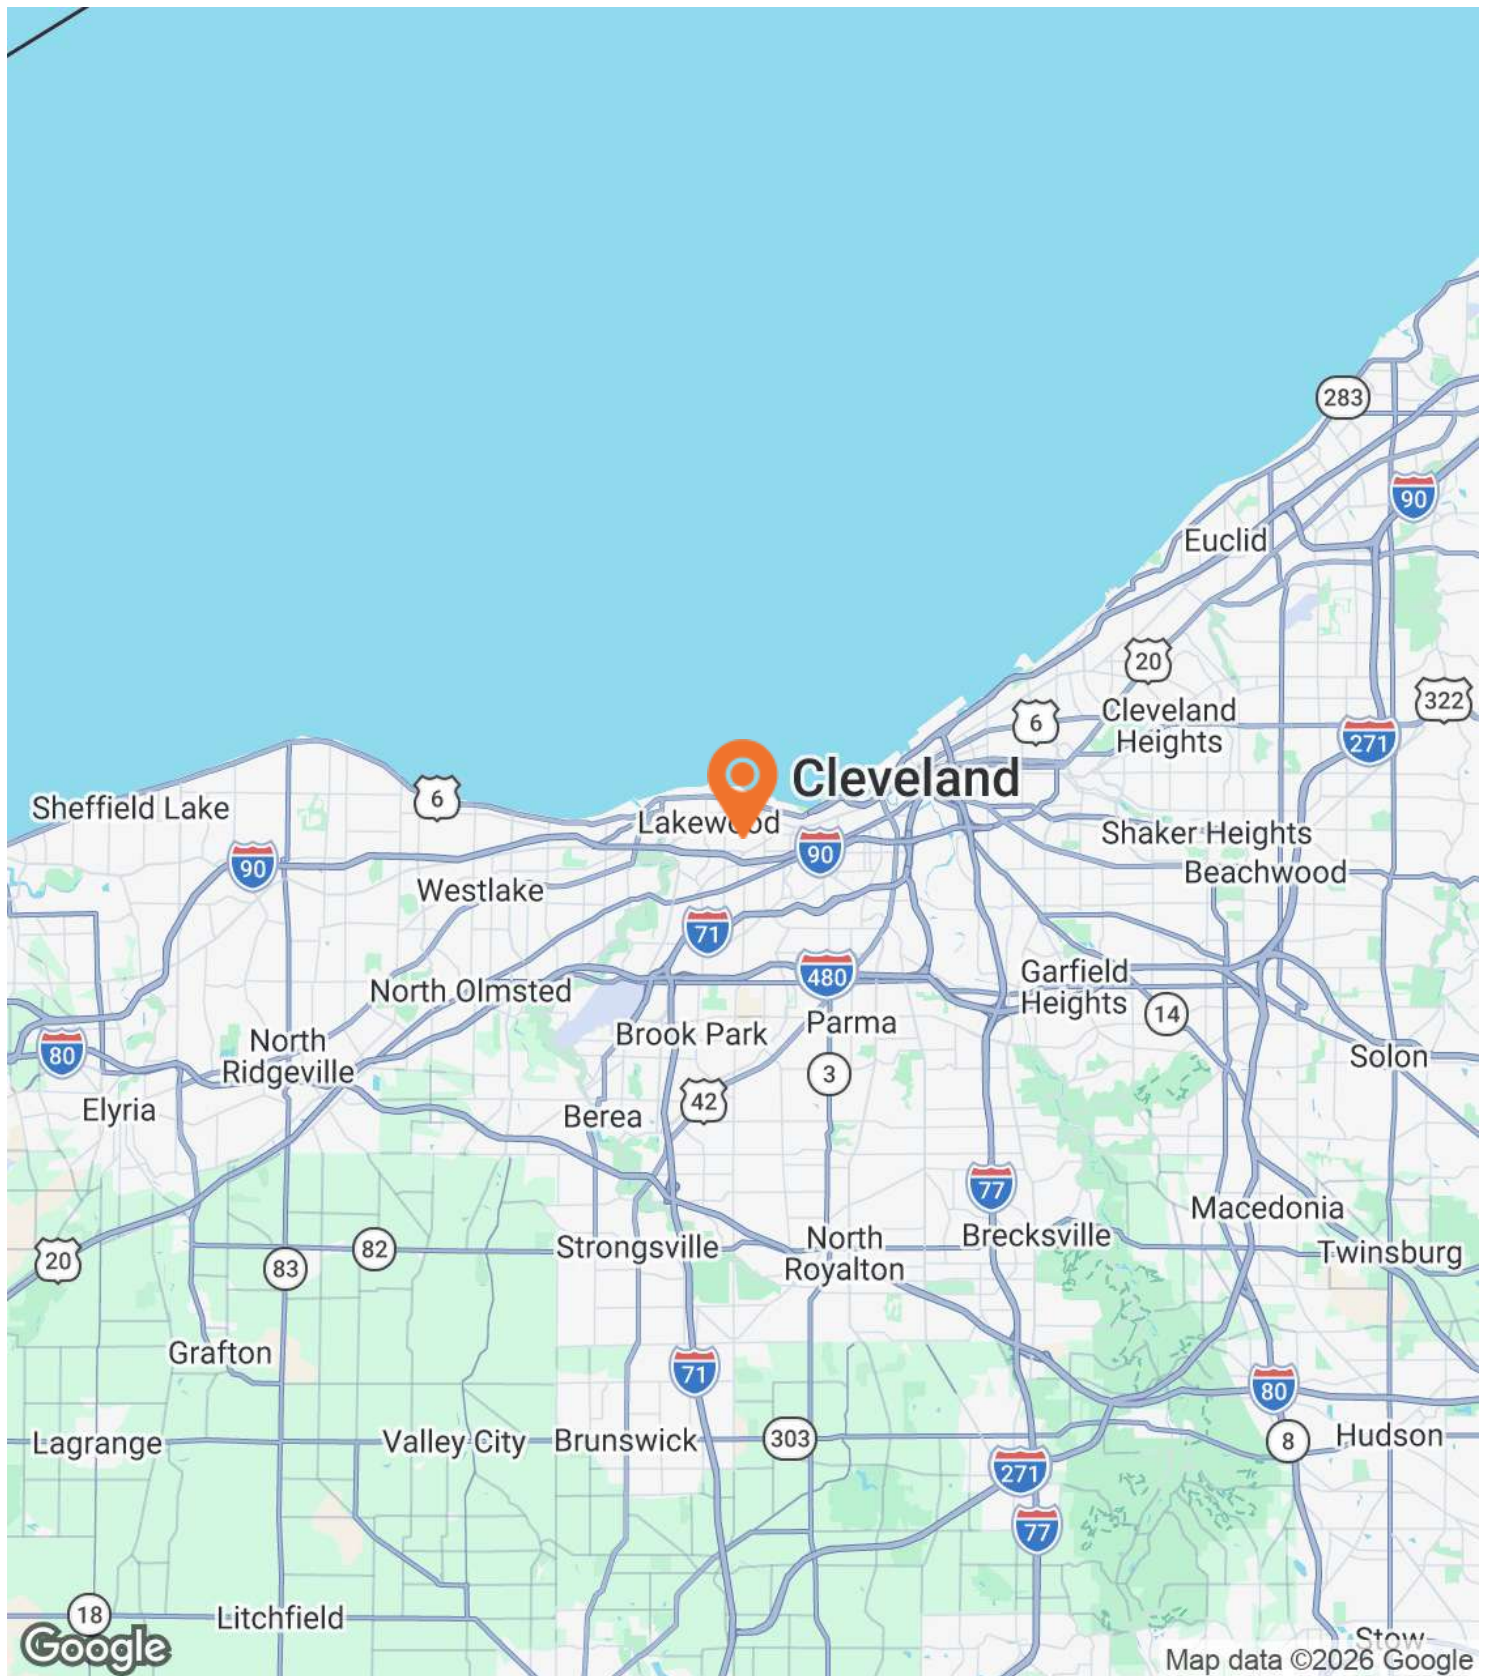 283
90
Euclid
20
322
6
Cleveland
Heights
271
Cleveland
6
Sheffield Lake
Lakewood
Shaker Heights
90
90
Beachwood
Westlake
71
480
Garfield
Heights
North Olmsted
14
Brook Park
Parma
80
North
Ridgeville
Solon
3
42
Elyria
Berea
77
Macedonia
Brecksville
North
Royalton
Strongsville
82
Twinsburg
20
83
Grafton
71
80
Lagrange
Valley City
Brunswick
303
8
Hudson
271
77
18
Litchfield
Stow
Google
Map data ©2026 Google